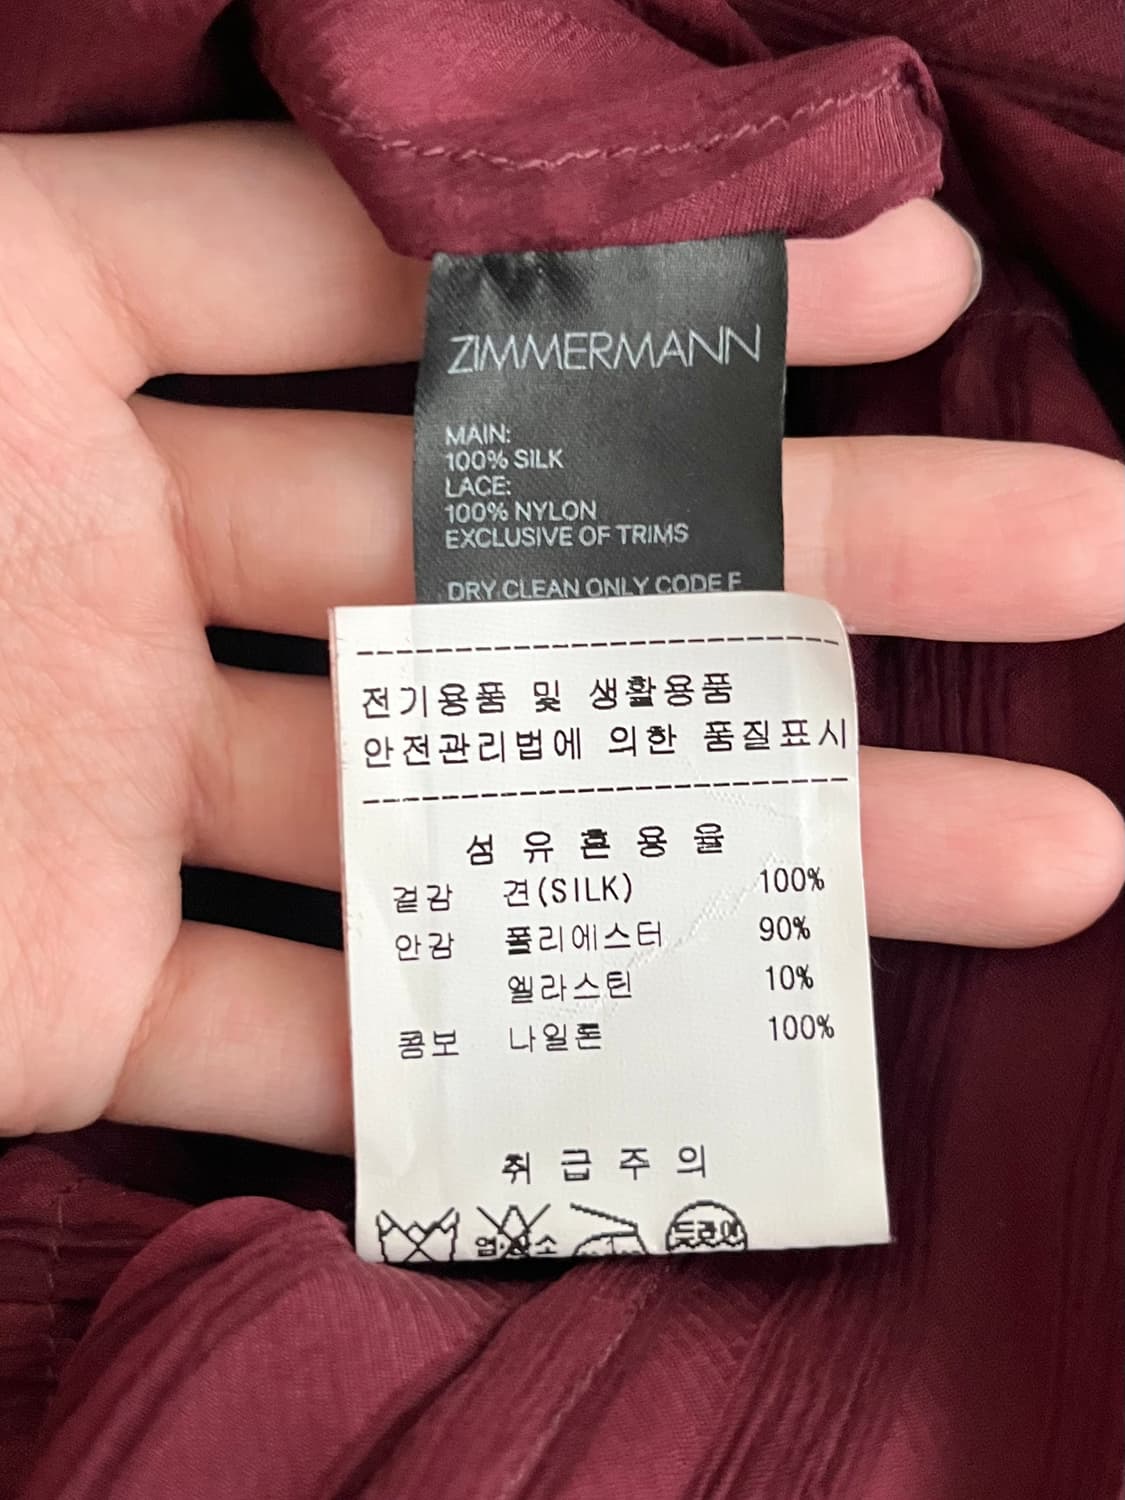 ZIMMERMANN
MAIN:
100% SILK
LACE:
100% NYLON
EXCLUSIVE OF TRIMS
DRY CLEAN ONLY CODE F
전기용품 및 생활용품
안전관리법에 의한 품질표시
섬 유 혼 용 율
겉감 견(SILK) 100%
안감 폴리에스터 90%
엘라스틴 10%
콤보 나일론 100%
취 급 주 의
염소
드라이